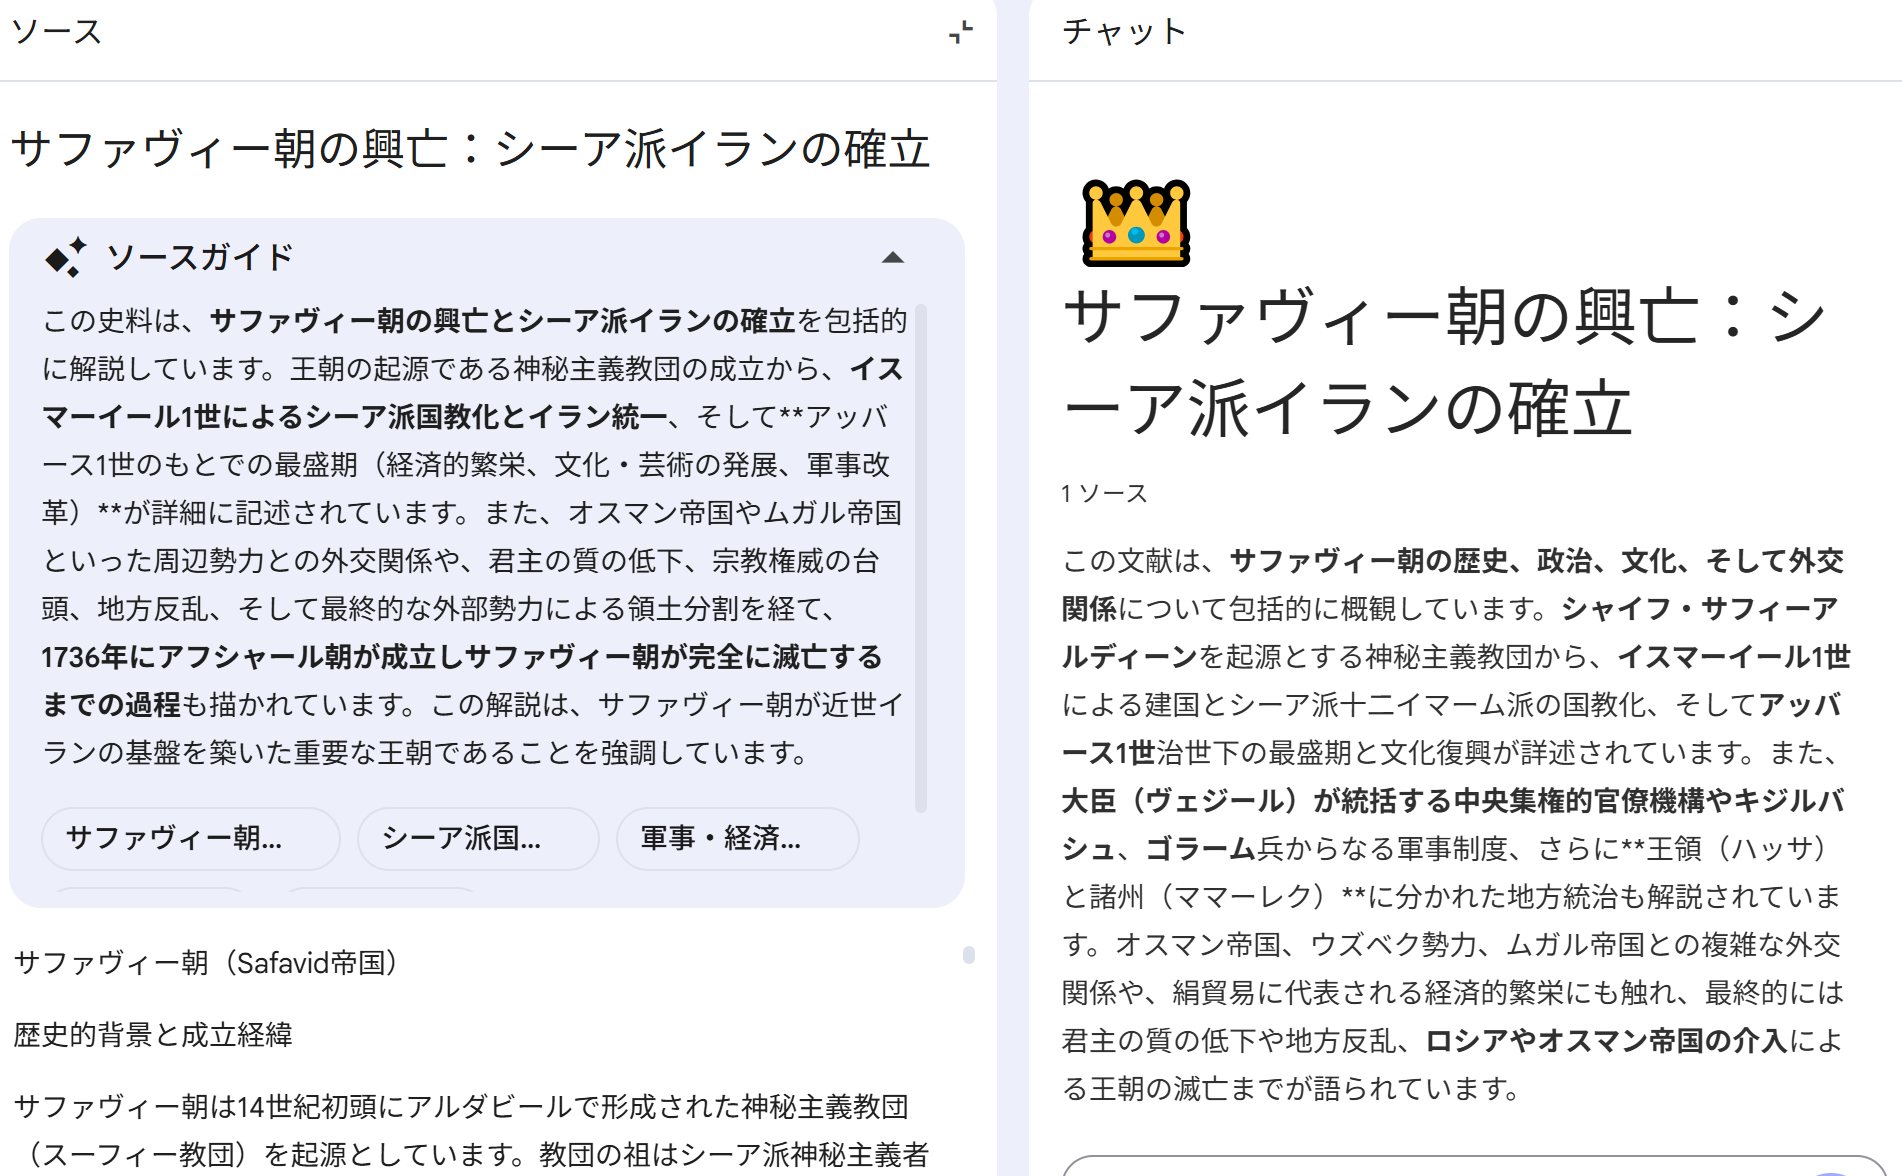 ソース
サファヴィー朝の興亡：シーア派イランの確立
ソースガイド
この史料は、サファヴィー朝の興亡とシーア派イランの確立を包括的
に解説しています。王朝の起源である神秘主義教団の成立から、イス
マーイール1世によるシーア派国教化とイラン統一、そして**アッバ
ース1世のもとでの最盛期（経済的繁栄、文化・芸術の発展、軍事改
革）**が詳細に記述されています。また、オスマン帝国やムガル帝国
といった周辺勢力との外交関係や、君主の質の低下、宗教権威の台
頭、地方反乱、そして最終的な外部勢力による領土分割を経て、
1736年にアフシャール朝が成立しサファヴィー朝が完全に滅亡する
までの過程も描かれています。この解説は、サファヴィー朝が近世イ
ランの基盤を築いた重要な王朝であることを強調しています。
サファヴィー朝...
シーア派国...
軍事・経済...
サファヴィー朝（Safavid帝国）
歴史的背景と成立経緯
サファヴィー朝は14世紀初頭にアルダビールで形成された神秘主義教団
（スーフィー教団）を起源としています。教団の祖はシーア派神秘主義者
チャット
サファヴィー朝の興亡：シ
ーア派イランの確立
1 ソース
この文献は、サファヴィー朝の歴史、政治、文化、そして外交
関係について包括的に概観しています。シャイフ・サフィーア
ルディーンを起源とする神秘主義教団から、イスマーイール1世
による建国とシーア派十二イマーム派の国教化、そしてアッバ
ース1世治世下の最盛期と文化復興が詳述されています。また、
大臣（ヴェジール）が統括する中央集権的官僚機構やキジルバ
シュ、ゴラーム兵からなる軍事制度、さらに**王領（ハッサ）
と諸州（ママーレク）**に分かれた地方統治も解説されていま
す。オスマン帝国、ウズベク勢力、ムガル帝国との複雑な外交
関係や、絹貿易に代表される経済的繁栄にも触れ、最終的には
君主の質の低下や地方反乱、ロシアやオスマン帝国の介入によ
る王朝の滅亡までが語られています。